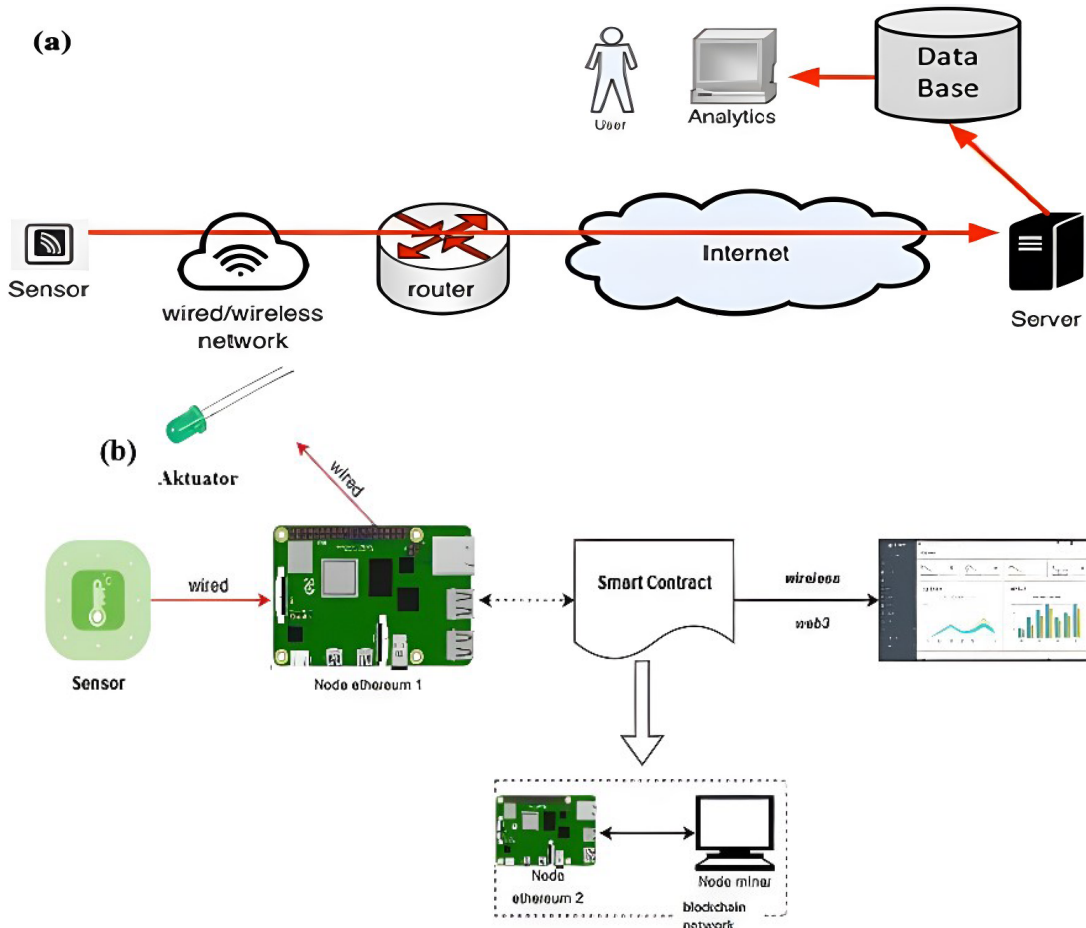 (a)
Data
Base
User
Analytics
Sensor
wired/wireless
network
router
Internet
Server
(b)
Aktuator
wired
wired
Sensor
Node ethereum 1
Smart Contract
wireless
web3
Node
ethereum 2
Node miner
blockchain
network